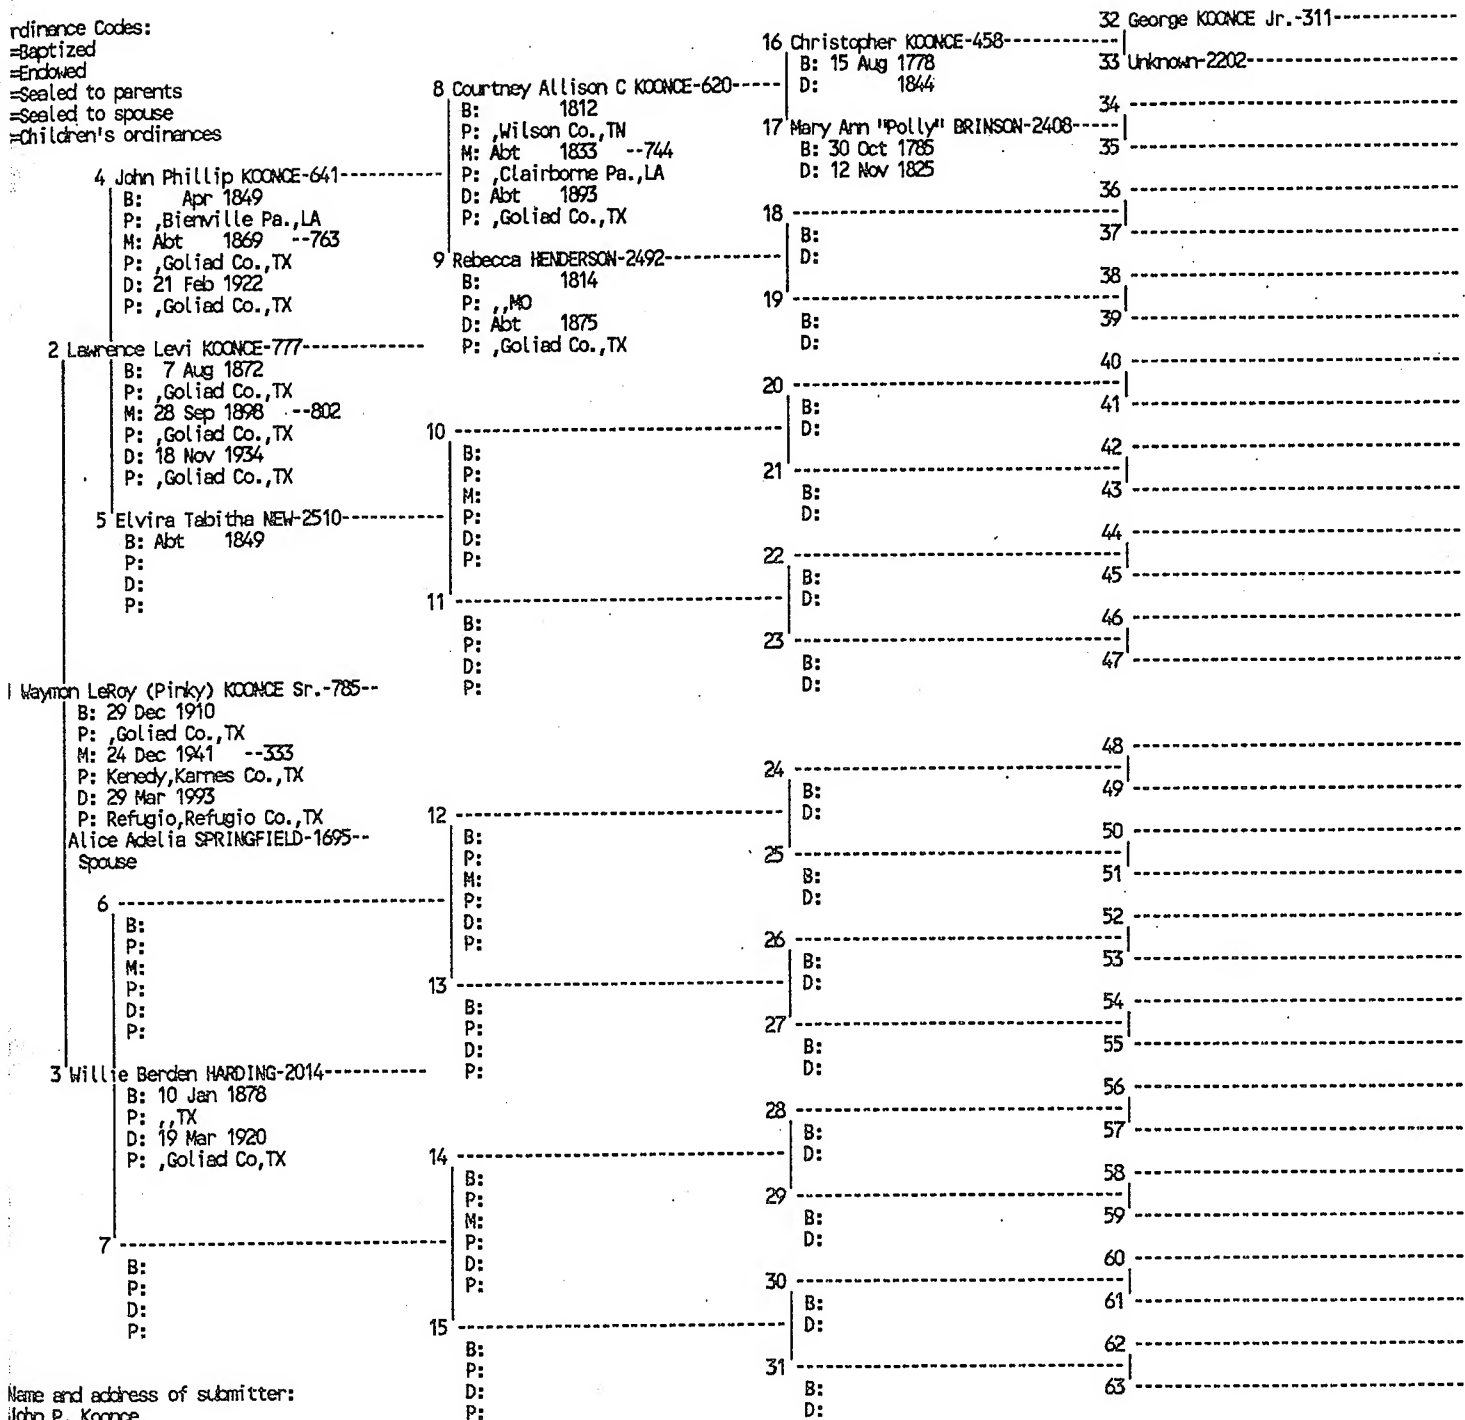 rdinance Codes:
=Baptized
=Endowed
=Sealed to parents
=Sealed to spouse
=Children's ordinances
4 John Phillip KOONCE-641----------
B: Apr 1849
P: ,Bienville Pa.,LA
M: Abt 1869 --763
P: ,Goliad Co.,TX
D: 21 Feb 1922
P: ,Goliad Co.,TX
2 Lawrence Levi KOONCE-777------------
B: 7 Aug 1872
P: ,Goliad Co.,TX
M: 28 Sep 1898 --802
P: ,Goliad Co.,TX
D: 18 Nov 1934
P: ,Goliad Co.,TX
5 Elvira Tabitha NEW-2510----------
B: Abt 1849
P:
D:
P:
Waymon LeRoy (Pinky) KOONCE Sr.-785--
B: 29 Dec 1910
P: ,Goliad Co.,TX
M: 24 Dec 1941 --333
P: Kenedy,Karnes Co.,TX
D: 29 Mar 1993
P: Refugio,Refugio Co.,TX
Alice Adelia SPRINGFIELD-1695--
Spouse
6
B:
P:
M:
P:
D:
P:
3 Willie Berden HARDING-2014----------
B: 10 Jan 1878
P: ,,TX
D: 19 Mar 1920
P: ,Goliad Co,TX
7
B:
P:
D:
P:
Name and address of submitter:
John P. Koonce
8 Courtney Allison C KOONCE-620-----
B: 1812
P: ,Wilson Co.,TN
M: Abt 1833 --744
P: ,Clairborne Pa.,LA
D: Abt 1893
P: ,Goliad Co.,TX
9 Rebecca HENDERSON-2492------------
B: 1814
P: ,,MO
D: Abt 1875
P: ,Goliad Co.,TX
10
B:
P:
M:
P:
D:
P:
11
B:
P:
D:
P:
12
B:
P:
M:
P:
D:
P:
13
B:
P:
D:
P:
14
B:
P:
M:
P:
D:
P:
15
B:
P:
D:
P:
16 Christopher KOONCE-458------------
B: 15 Aug 1778
D: 1844
17 Mary Ann "Polly" BRINSON-2408-----
B: 30 Oct 1785
D: 12 Nov 1825
18
B:
D:
19
B:
D:
20
B:
D:
21
B:
D:
22
B:
D:
23
B:
D:
24
B:
D:
25
B:
D:
26
B:
D:
27
B:
D:
28
B:
D:
29
B:
D:
30
B:
D:
31
B:
D:
32 George KOONCE Jr.-311------------
33 Unknown-2202--------------------
34
35
36
37
38
39
40
41
42
43
44
45
46
47
48
49
50
51
52
53
54
55
56
57
58
59
60
61
62
63